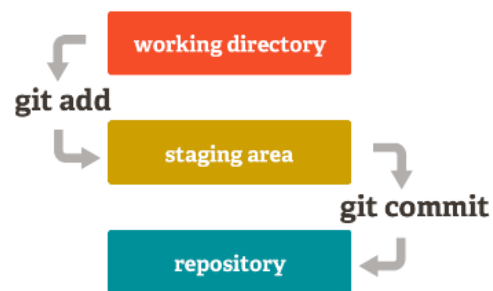 working directory
git add
staging area
git commit
repository